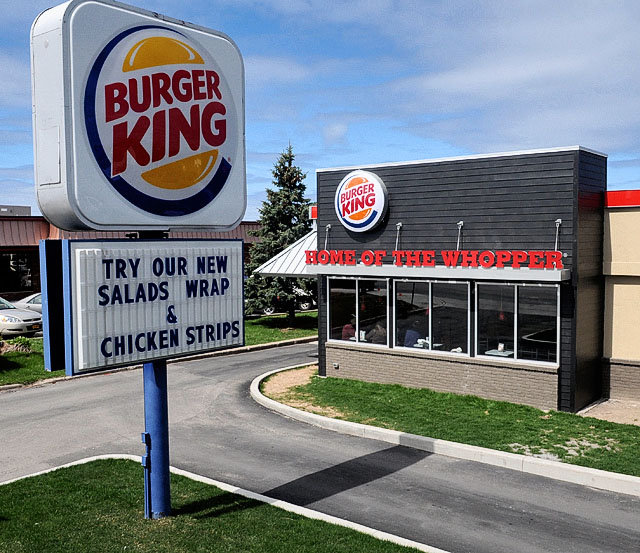 BURGER
KING
TRY OUR NEW
SALADS WRAP
&
CHICKEN STRIPS
BURGER
KING
HOME OF THE WHOPPER